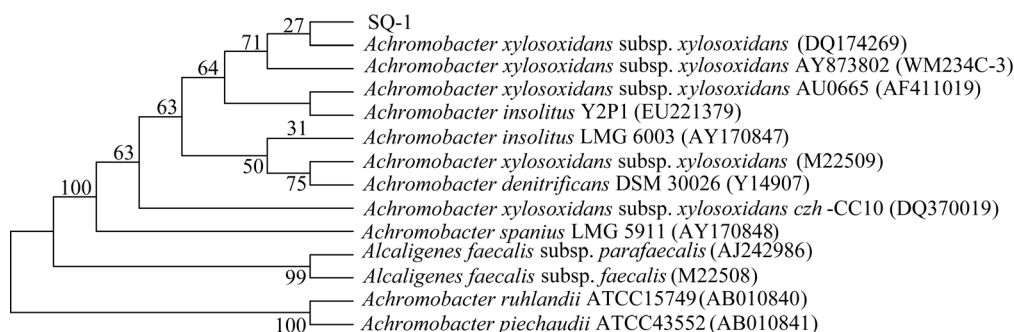 27 SQ-1
71 Achromobacter xylosoxidans subsp. xylosoxidans (DQ174269)
64 Achromobacter xylosoxidans subsp. xylosoxidans AY873802 (WM234C-3)
Achromobacter xylosoxidans subsp. xylosoxidans AU0665 (AF411019)
63 Achromobacter insolitus Y2P1 (EU221379)
31 Achromobacter insolitus LMG 6003 (AY170847)
63 50 Achromobacter xylosoxidans subsp. xylosoxidans (M22509)
75 Achromobacter denitrificans DSM 30026 (Y14907)
100 Achromobacter xylosoxidans subsp. xylosoxidans czh -CC10 (DQ370019)
Achromobacter spanius LMG 5911 (AY170848)
Alcaligenes faecalis subsp. parafaecalis (AJ242986)
99 Alcaligenes faecalis subsp. faecalis (M22508)
Achromobacter ruhlandii ATCC15749 (AB010840)
100 Achromobacter piechaudii ATCC43552 (AB010841)